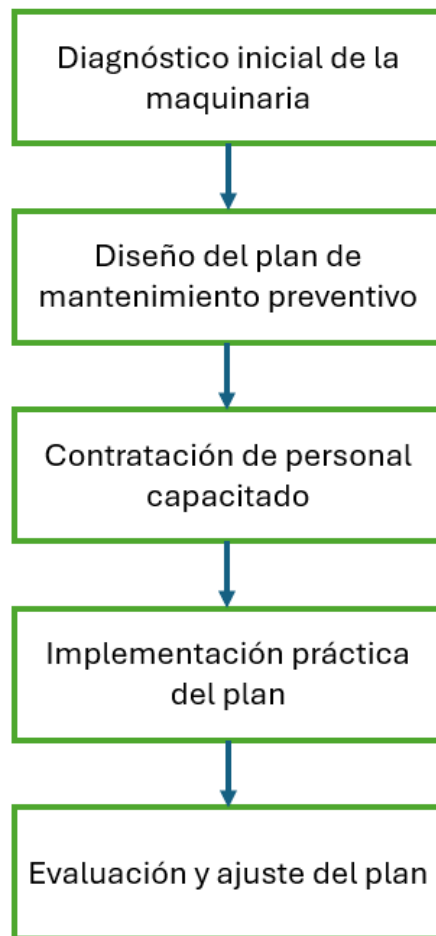 Diagnóstico inicial de la
maquinaria
Diseño del plan de
mantenimiento preventivo
Contratación de personal
capacitado
Implementación práctica
del plan
Evaluación y ajuste del plan